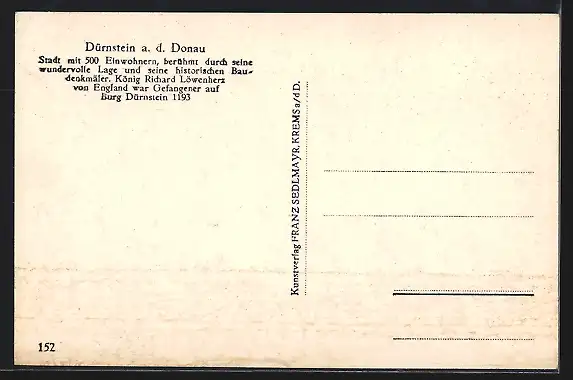 Dürnstein a. d. Donau
Stadt mit 500 Einwohnern, berühmt durch seine
wundervolle Lage und seine historischen Bau-
denkmäler. König Richard Löwenherz
von England war Gefangener auf
Burg Dürnstein 1193
Kunstverlag FRANZ SEDLMAYR, KREMS a/d D.
152